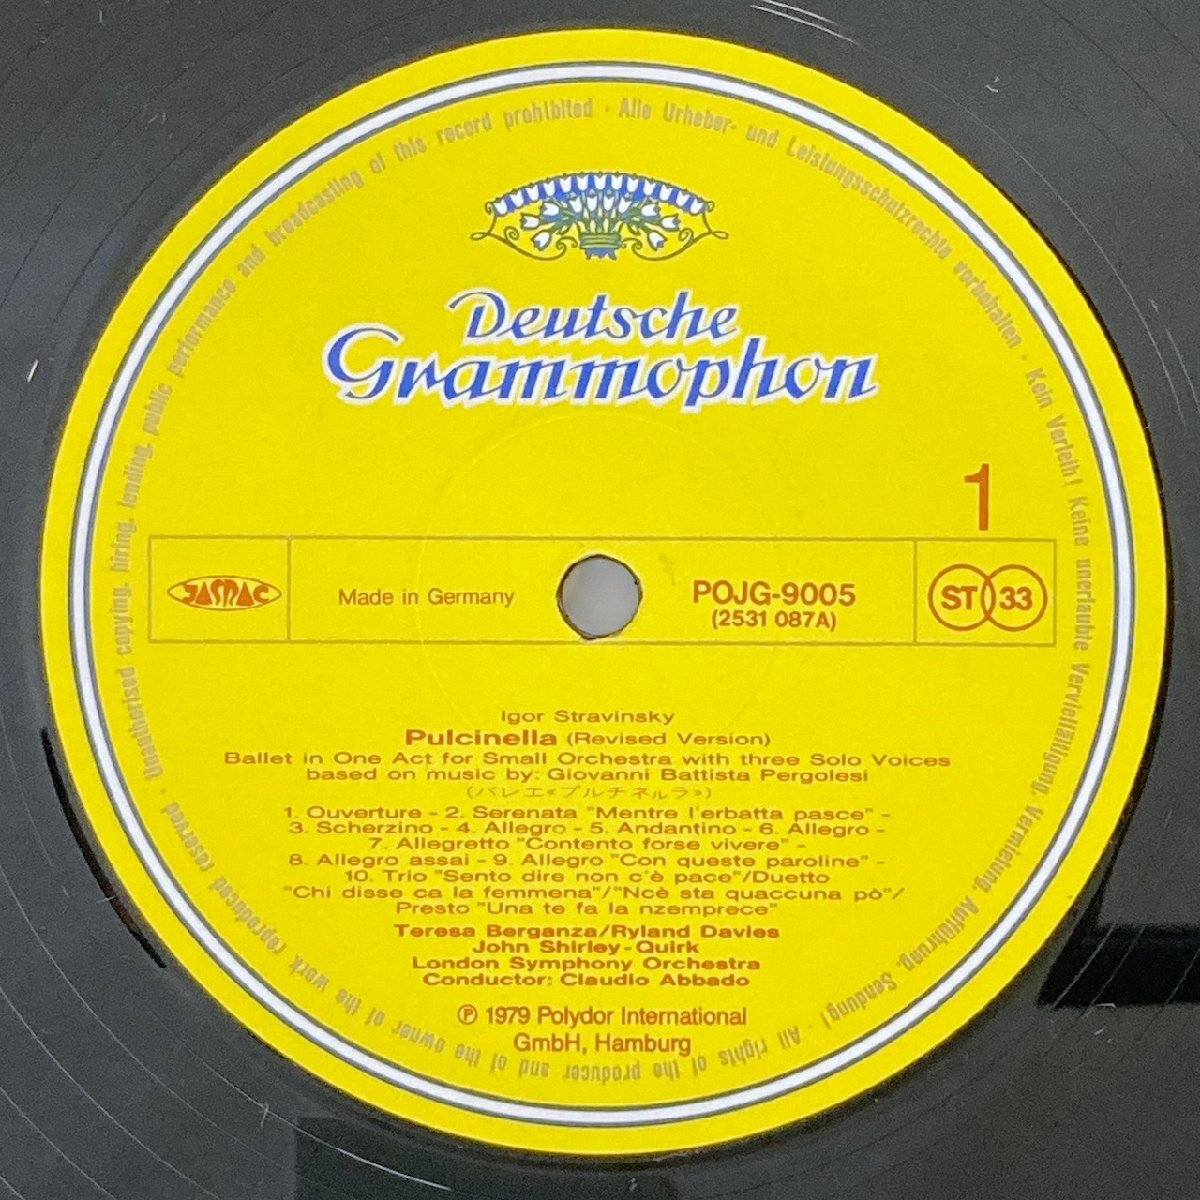 Deutsche
Grammophon
1
JASRAC
Made in Germany
POJG-9005
(2531 087A)
ST 33
Igor Stravinsky
Pulcinella (Revised Version)
Ballet in One Act for Small Orchestra with three Solo Voices
based on music by: Giovanni Battista Pergolesi
(バレエ«プルチネルラ»)
1. Ouverture - 2. Serenata "Mentre l'erbatta pasce" -
3. Scherzino - 4. Allegro - 5. Andantino - 6. Allegro -
7. Allegretto "Contento forse vivere" -
8. Allegro assai - 9. Allegro "Con queste paroline" -
10. Trio "Sento dire non c'è pace"/Duetto
"Chi disse ca la femmena"/"Ncè sta quaccuna pò"/
Presto "Una te fa la nzemprece"
Teresa Berganza/Ryland Davies
John Shirley-Quirk
London Symphony Orchestra
Conductor: Claudio Abbado
℗ 1979 Polydor International
GmbH, Hamburg
Alle Urheber- und Leistungsschutzrechte vorbehalten · Kein Verleih! Keine unerlaubte Vervielfältigung, Vermietung, Aufführung, Sendung! · All rights of the producer and of the owner of the work reproduced reserved · Unauthorised copying, hiring, lending, public performance and broadcasting of this record prohibited ·